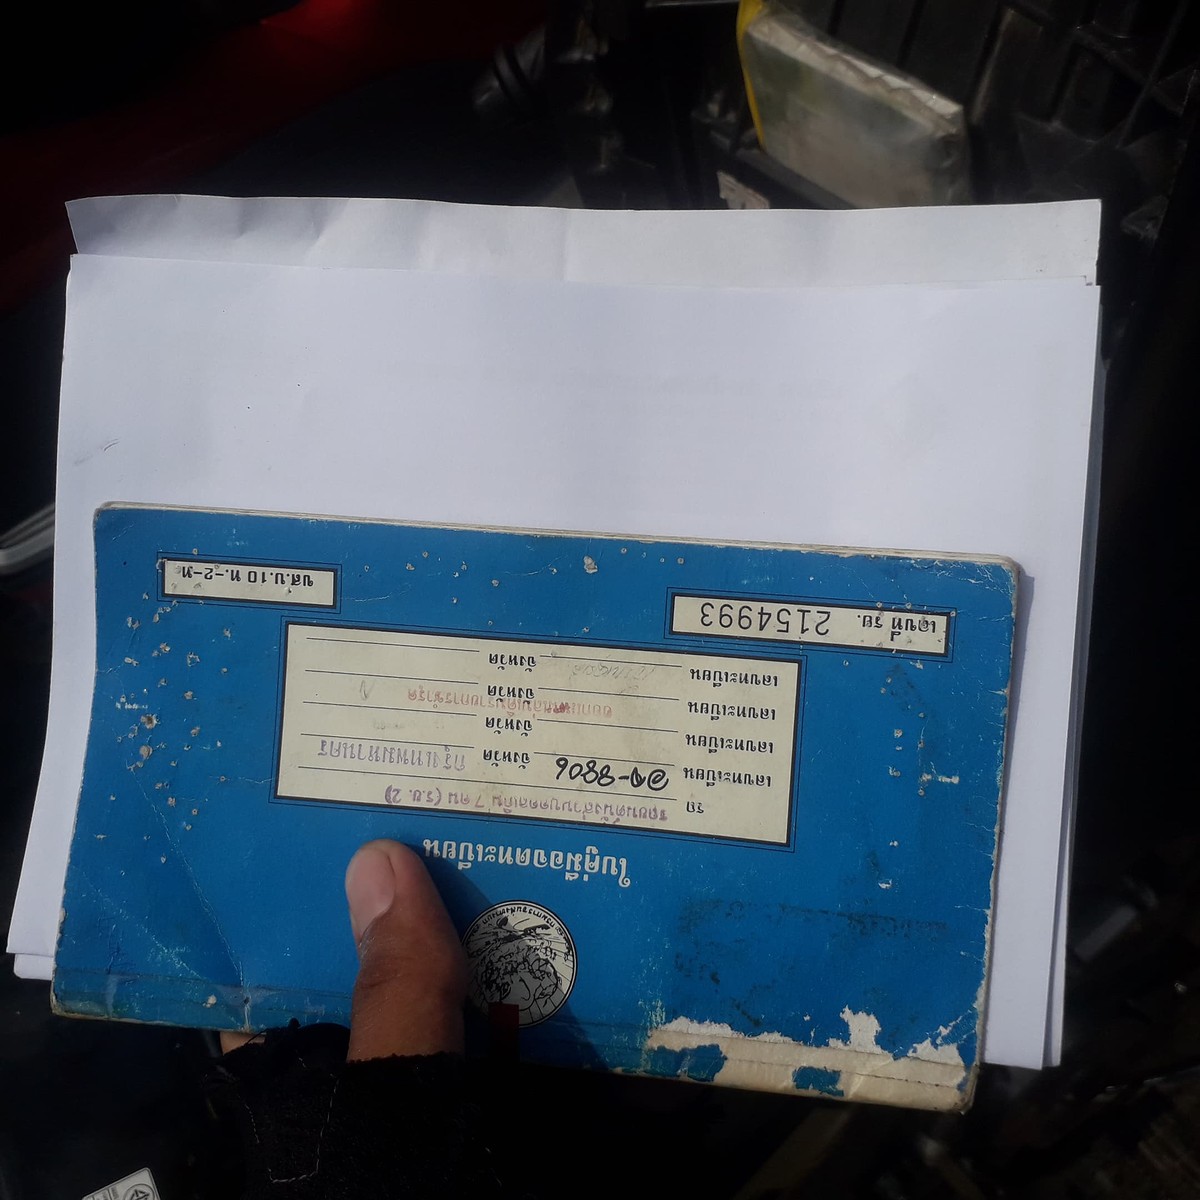 ใบคู่มือจดทะเบียน
รถ รถยนต์นั่งส่วนบุคคลเกิน 7 คน (ร.ย. 2)
เลขทะเบียน 8806 จังหวัด กรุงเทพมหานคร
เลขทะเบียน จังหวัด
เลขทะเบียน จังหวัด
เลขทะเบียน จังหวัด
เลขที่ รย. 2154993
ขส.บ.10 ท.-2-ท